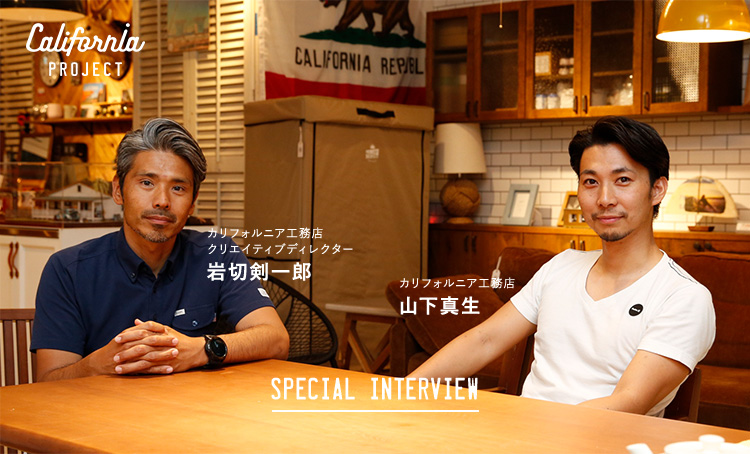 California
PROJECT
CALIFORNIA REPUBL
カリフォルニア工務店
クリエイティブディレクター
岩切剣一郎
カリフォルニア工務店
山下真生
SPECIAL INTERVIEW